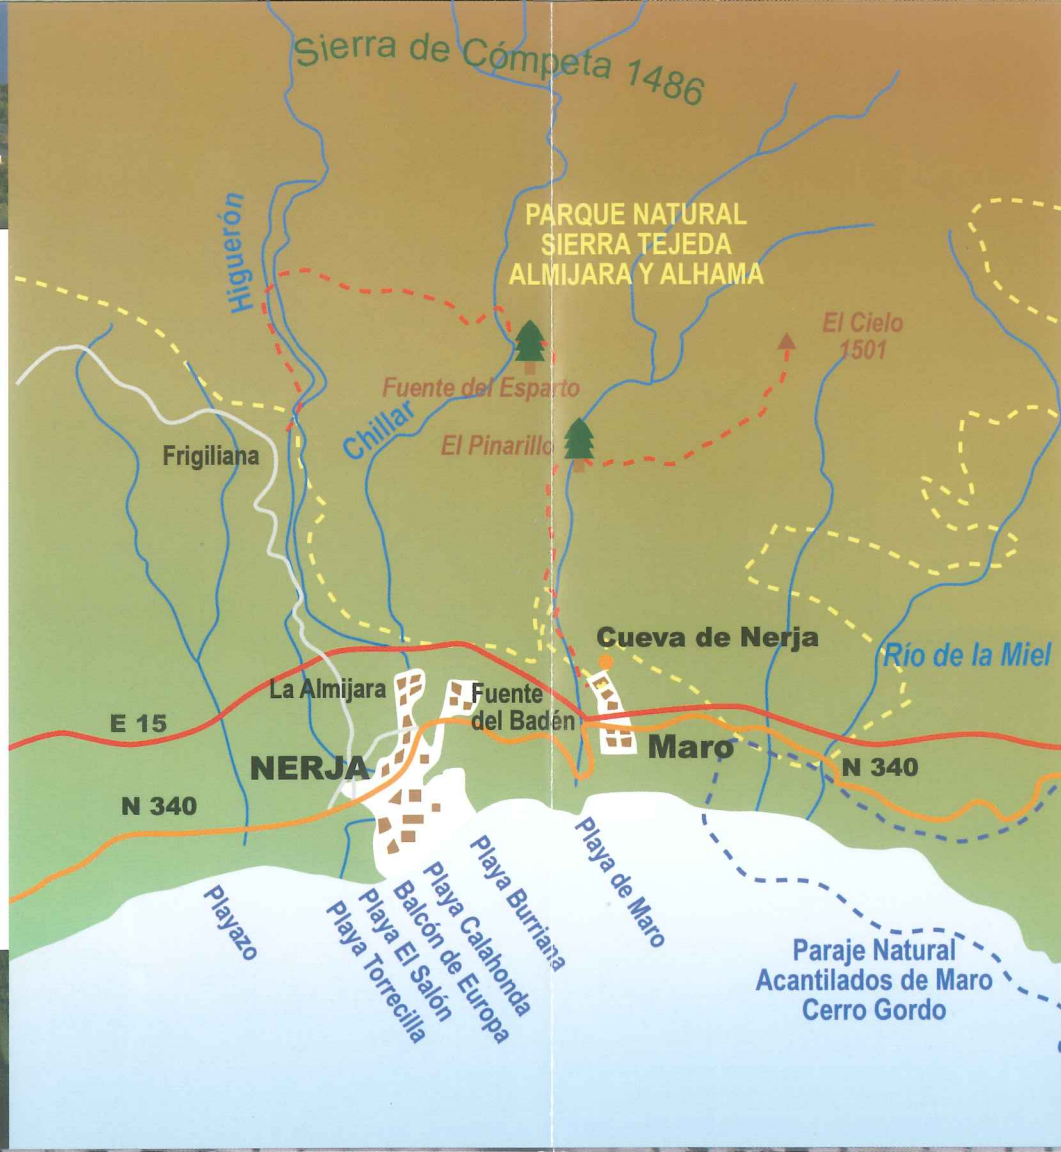 Sierra de Cómpeta 1486
Higuerón
PARQUE NATURAL
SIERRA TEJEDA
ALMIJARA Y ALHAMA
El Cielo
1501
Fuente del Esparto
Chillar
El Pinarillo
Frigiliana
Cueva de Nerja
Río de la Miel
La Almijara
Fuente
del Badén
E 15
Maro
NERJA
N 340
N 340
Playazo
Playa Torrecilla
Playa El Salón
Balcón de Europa
Playa Calahonda
Playa Burriana
Playa de Maro
Paraje Natural
Acantilados de Maro
Cerro Gordo